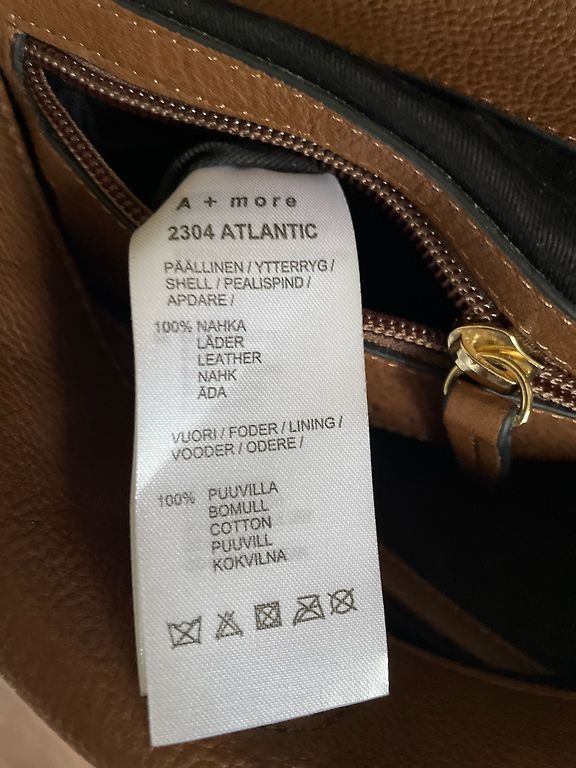 A + more
2304 ATLANTIC
PÄÄLLINEN / YTTERRYG /
SHELL / PEALISPIND /
APDARE /
100% NAHKA
LÄDER
LEATHER
NAHK
ĀDA
VUORI / FODER / LINING /
VOODER / ODERE /
100% PUUVILLA
BOMULL
COTTON
PUUVILL
KOKVILNA